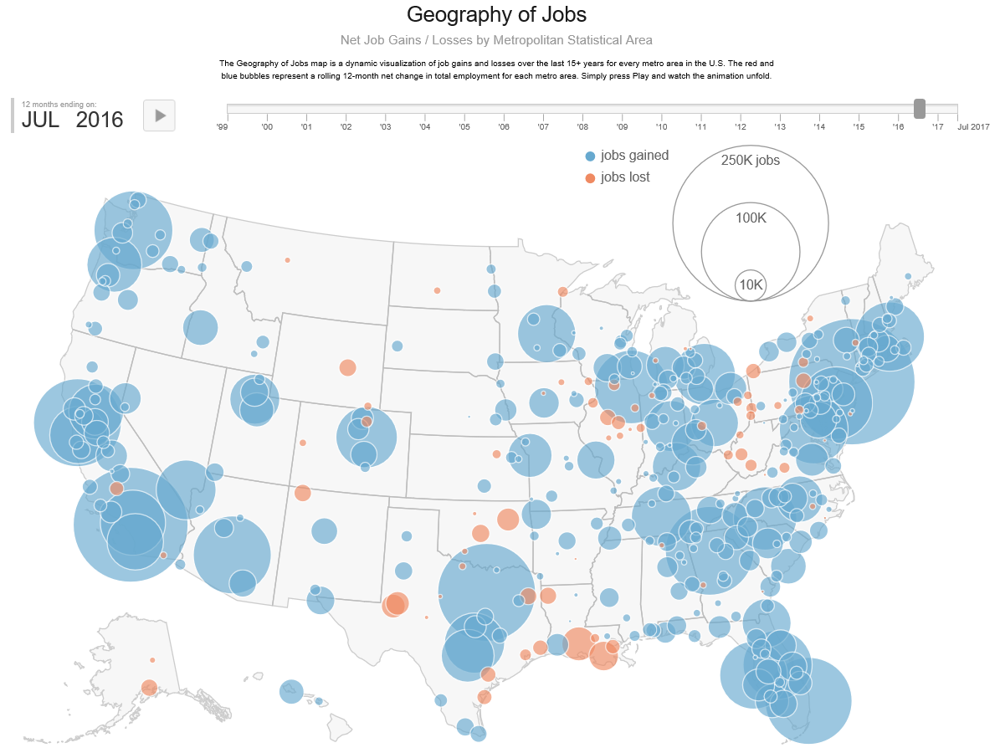 Geography of Jobs
Net Job Gains / Losses by Metropolitan Statistical Area
The Geography of Jobs map is a dynamic visualization of job gains and losses over the last 15+ years for every metro area in the U.S. The red and
blue bubbles represent a rolling 12-month net change in total employment for each metro area. Simply press Play and watch the animation unfold.
12 months ending on:
JUL 2016
'99 '00 '01 '02 '03 '04 '05 '06 '07 '08 '09 '10 '11 '12 '13 '14 '15 '16 '17 Jul 2017
jobs gained
jobs lost
250K jobs
100K
10K